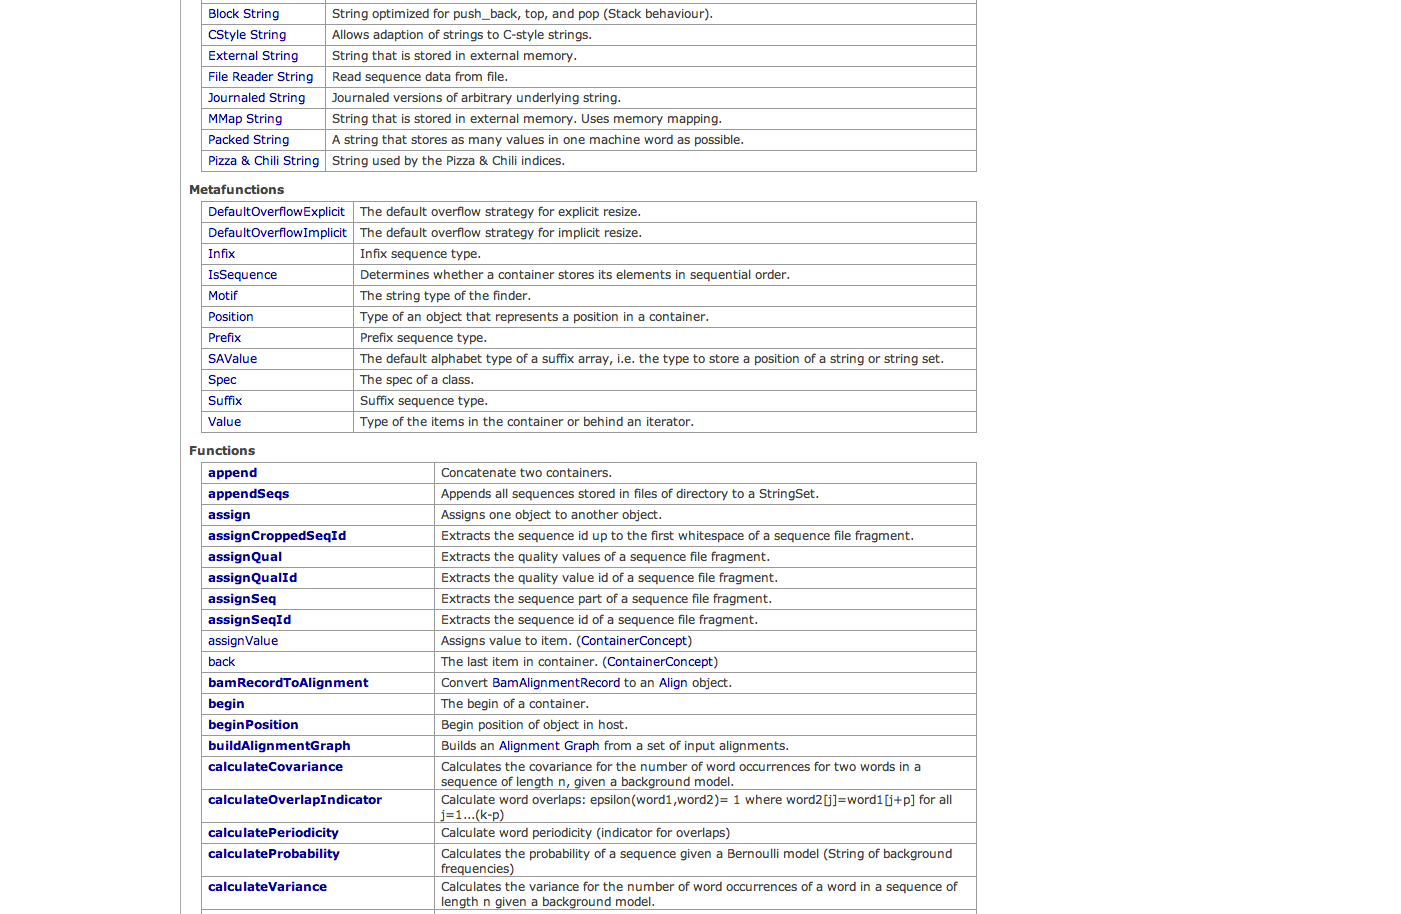 Block String String optimized for push_back, top, and pop (Stack behaviour).
CStyle String Allows adaption of strings to C-style strings.
External String String that is stored in external memory.
File Reader String Read sequence data from file.
Journaled String Journaled versions of arbitrary underlying string.
MMap String String that is stored in external memory. Uses memory mapping.
Packed String A string that stores as many values in one machine word as possible.
Pizza & Chili String String used by the Pizza & Chili indices.
Metafunctions
DefaultOverflowExplicit The default overflow strategy for explicit resize.
DefaultOverflowImplicit The default overflow strategy for implicit resize.
Infix Infix sequence type.
IsSequence Determines whether a container stores its elements in sequential order.
Motif The string type of the finder.
Position Type of an object that represents a position in a container.
Prefix Prefix sequence type.
SAValue The default alphabet type of a suffix array, i.e. the type to store a position of a string or string set.
Spec The spec of a class.
Suffix Suffix sequence type.
Value Type of the items in the container or behind an iterator.
Functions
append Concatenate two containers.
appendSeqs Appends all sequences stored in files of directory to a StringSet.
assign Assigns one object to another object.
assignCroppedSeqId Extracts the sequence id up to the first whitespace of a sequence file fragment.
assignQual Extracts the quality values of a sequence file fragment.
assignQualId Extracts the quality value id of a sequence file fragment.
assignSeq Extracts the sequence part of a sequence file fragment.
assignSeqId Extracts the sequence id of a sequence file fragment.
assignValue Assigns value to item. (ContainerConcept)
back The last item in container. (ContainerConcept)
bamRecordToAlignment Convert BamAlignmentRecord to an Align object.
begin The begin of a container.
beginPosition Begin position of object in host.
buildAlignmentGraph Builds an Alignment Graph from a set of input alignments.
calculateCovariance Calculates the covariance for the number of word occurrences for two words in a
sequence of length n, given a background model.
calculateOverlapIndicator Calculate word overlaps: epsilon(word1,word2)= 1 where word2[j]=word1[j+p] for all
j=1...(k-p)
calculatePeriodicity Calculate word periodicity (indicator for overlaps)
calculateProbability Calculates the probability of a sequence given a Bernoulli model (String of background
frequencies)
calculateVariance Calculates the variance for the number of word occurrences of a word in a sequence of
length n given a background model.